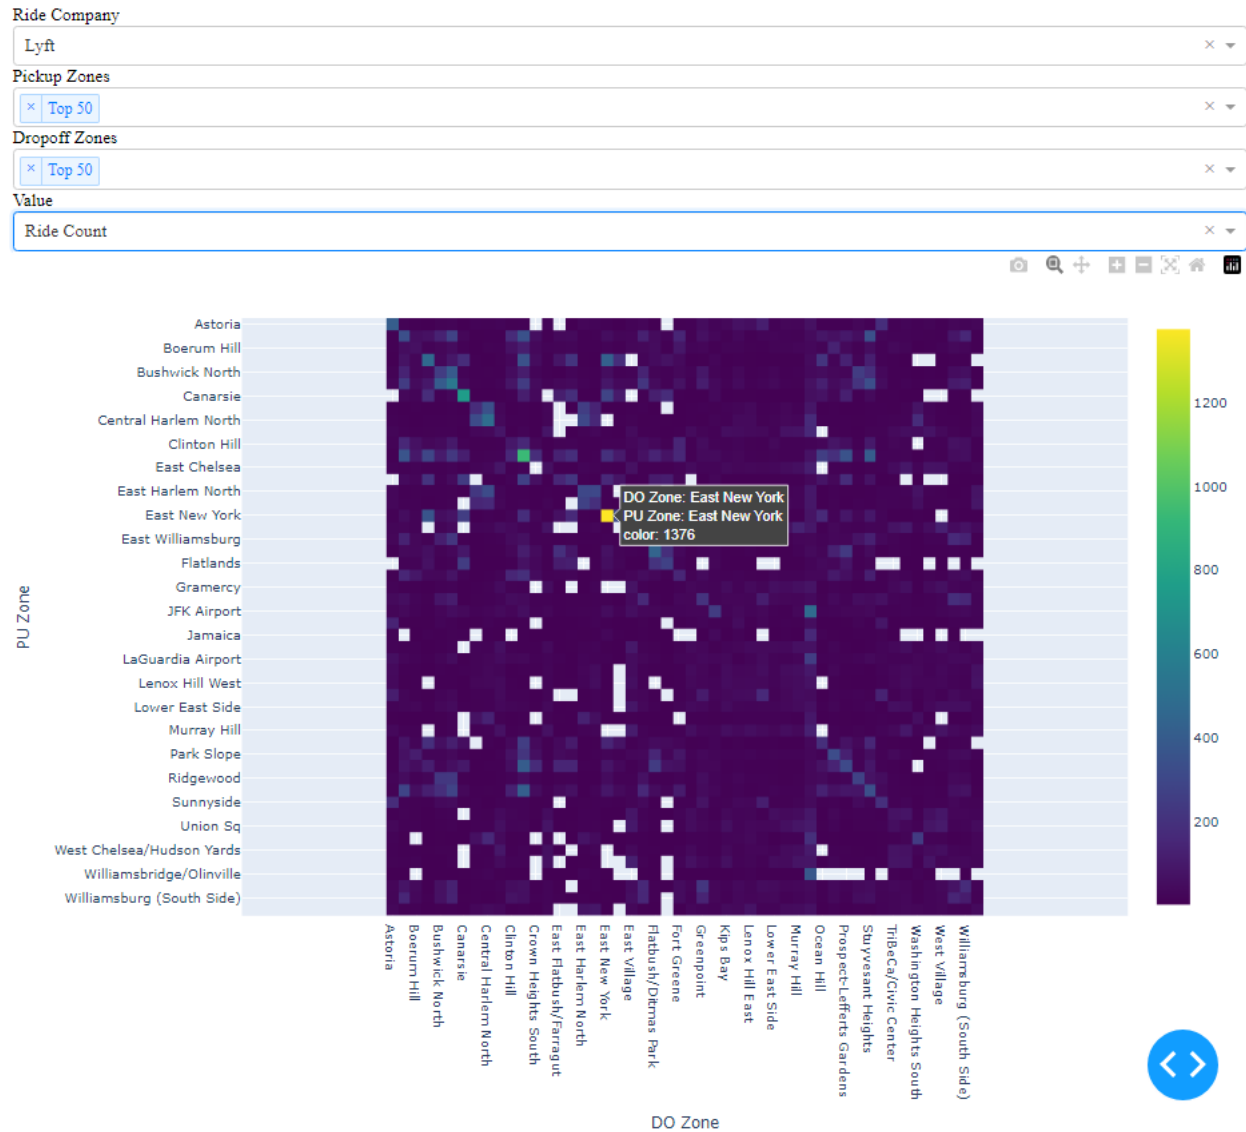 Ride Company
Lyft
Pickup Zones
× Top 50
Dropoff Zones
× Top 50
Value
Ride Count
Astoria
Boerum Hill
Bushwick North
Canarsie
Central Harlem North
Clinton Hill
East Chelsea
East Harlem North
East New York
East Williamsburg
Flatlands
Gramercy
JFK Airport
Jamaica
LaGuardia Airport
Lenox Hill West
Lower East Side
Murray Hill
Park Slope
Ridgewood
Sunnyside
Union Sq
West Chelsea/Hudson Yards
Williamsbridge/Olinville
Williamsburg (South Side)
PU Zone
DO Zone: East New York
PU Zone: East New York
color: 1376
1200
1000
800
600
400
200
Astoria
Boerum Hill
Bushwick North
Canarsie
Central Harlem North
Clinton Hill
Crown Heights South
East Flatbush/Farragut
East Harlem North
East New York
East Village
Flatbush/Ditmas Park
Fort Greene
Greenpoint
Kips Bay
Lenox Hill East
Lower East Side
Murray Hill
Ocean Hill
Prospect-Lefferts Gardens
Stuyvesant Heights
TriBeCa/Civic Center
Washington Heights South
West Village
Williamsburg (South Side)
DO Zone